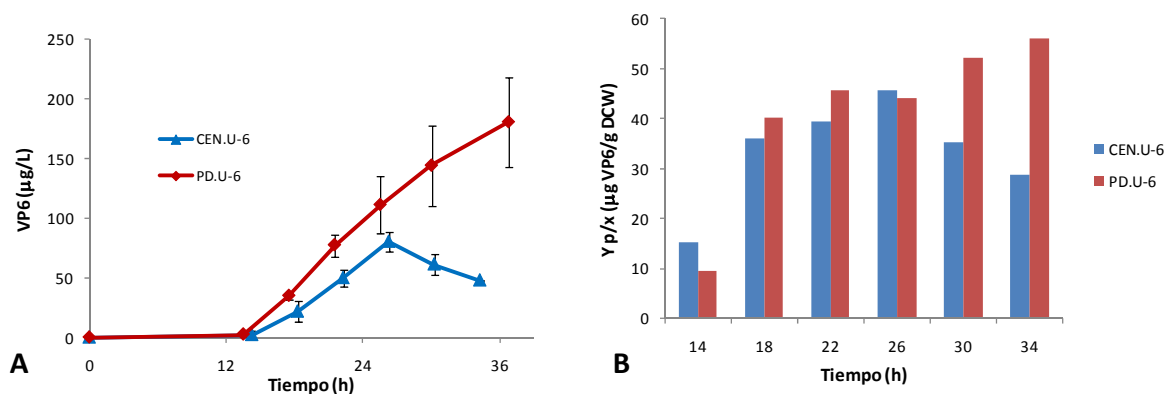 VP6 (µg/L)
250
200
150
100
50
0
CEN.U-6
PD.U-6
0 12 24 36
Tiempo (h)
A
Y p/x (µg VP6/g DCW)
60
50
40
30
20
10
0
14 18 22 26 30 34
Tiempo (h)
CEN.U-6
PD.U-6
B